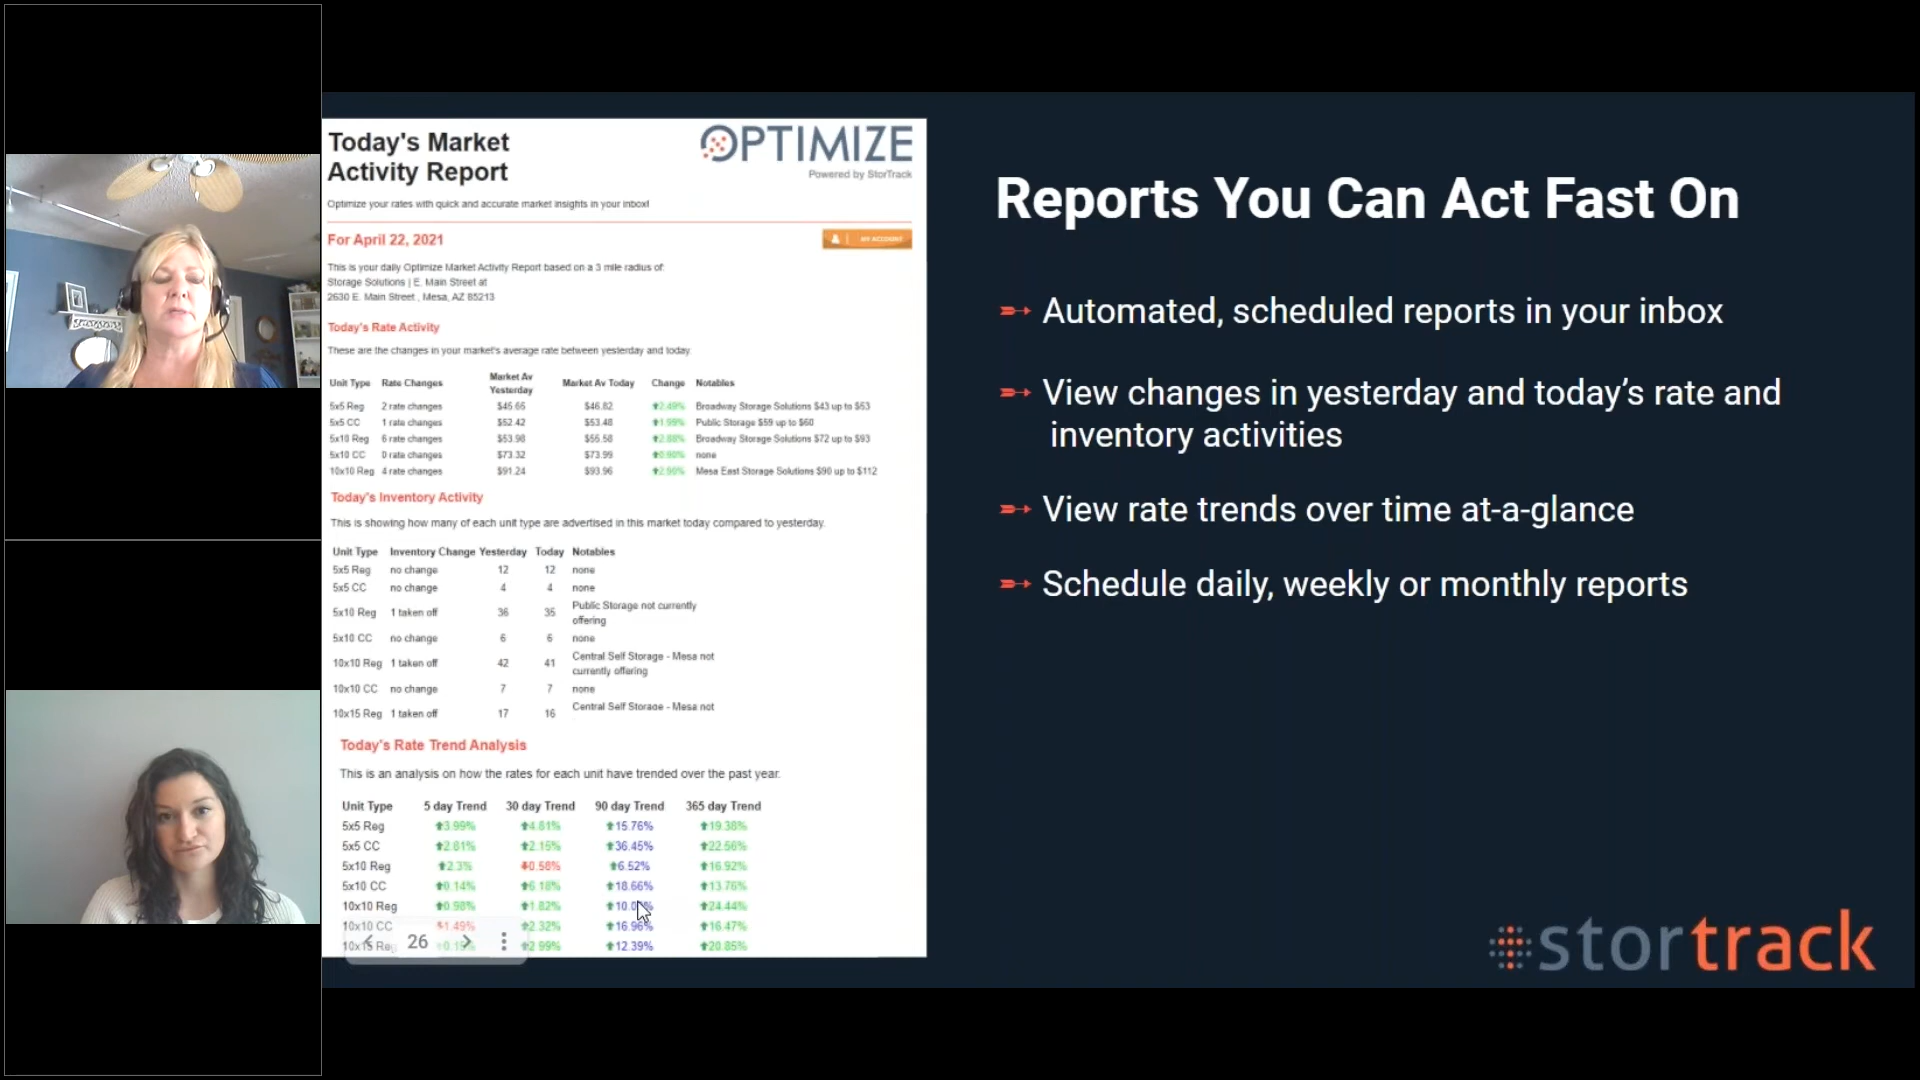 Today's Market
Activity Report
OPTIMIZE
Powered by StorTrack
Optimize your rates with quick and accurate market insights in your inbox!
For April 22, 2021
MY ACCOUNT
This is your daily Optimize Market Activity Report based on a 3 mile radius of:
Storage Solutions | E. Main Street at
2630 E. Main Street , Mesa, AZ 85213
Today's Rate Activity
These are the changes in your market's average rate between yesterday and today.
Unit Type Rate Changes Market Av Yesterday Market Av Today Change Notables
5x5 Reg 2 rate changes $45.66 $46.82 2.49% Broadway Storage Solutions $43 up to $53
5x5 CC 1 rate changes $52.42 $53.48 1.99% Public Storage $59 up to $60
5x10 Reg 6 rate changes $53.98 $55.58 2.88% Broadway Storage Solutions $72 up to $93
5x10 CC 0 rate changes $73.32 $73.99 0.90% none
10x10 Reg 4 rate changes $91.24 $93.96 2.90% Mesa East Storage Solutions $90 up to $112
Today's Inventory Activity
This is showing how many of each unit type are advertised in this market today compared to yesterday.
Unit Type Inventory Change Yesterday Today Notables
5x5 Reg no change 12 12 none
5x5 CC no change 4 4 none
5x10 Reg 1 taken off 36 35 Public Storage not currently
offering
5x10 CC no change 6 6 none
10x10 Reg 1 taken off 42 41 Central Self Storage - Mesa not
currently offering
10x10 CC no change 7 7 none
10x15 Reg 1 taken off 17 16 Central Self Storage - Mesa not
Today's Rate Trend Analysis
This is an analysis on how the rates for each unit have trended over the past year.
Unit Type 5 day Trend 30 day Trend 90 day Trend 365 day Trend
5x5 Reg 3.99% 4.81% 15.76% 19.38%
5x5 CC 2.81% 2.15% 36.45% 22.56%
5x10 Reg 2.3% 0.58% 6.52% 16.92%
5x10 CC 0.14% 6.18% 18.66% 13.76%
10x10 Reg 0.98% 1.82% 24.44%
10x10 CC 1.49% 2.32% 16.96% 16.47%
10x15 Reg 2.99% 12.39% 20.85%
26
Reports You Can Act Fast On
Automated, scheduled reports in your inbox
View changes in yesterday and today’s rate and
inventory activities
View rate trends over time at-a-glance
Schedule daily, weekly or monthly reports
stortrack